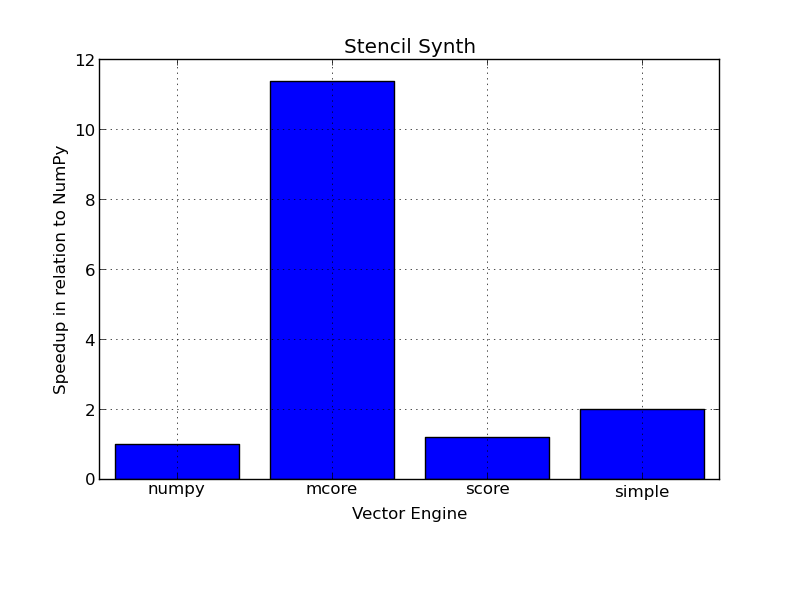 Stencil Synth
12
10
8
6
4
2
0
Speedup in relation to NumPy
numpy mcore score simple
Vector Engine